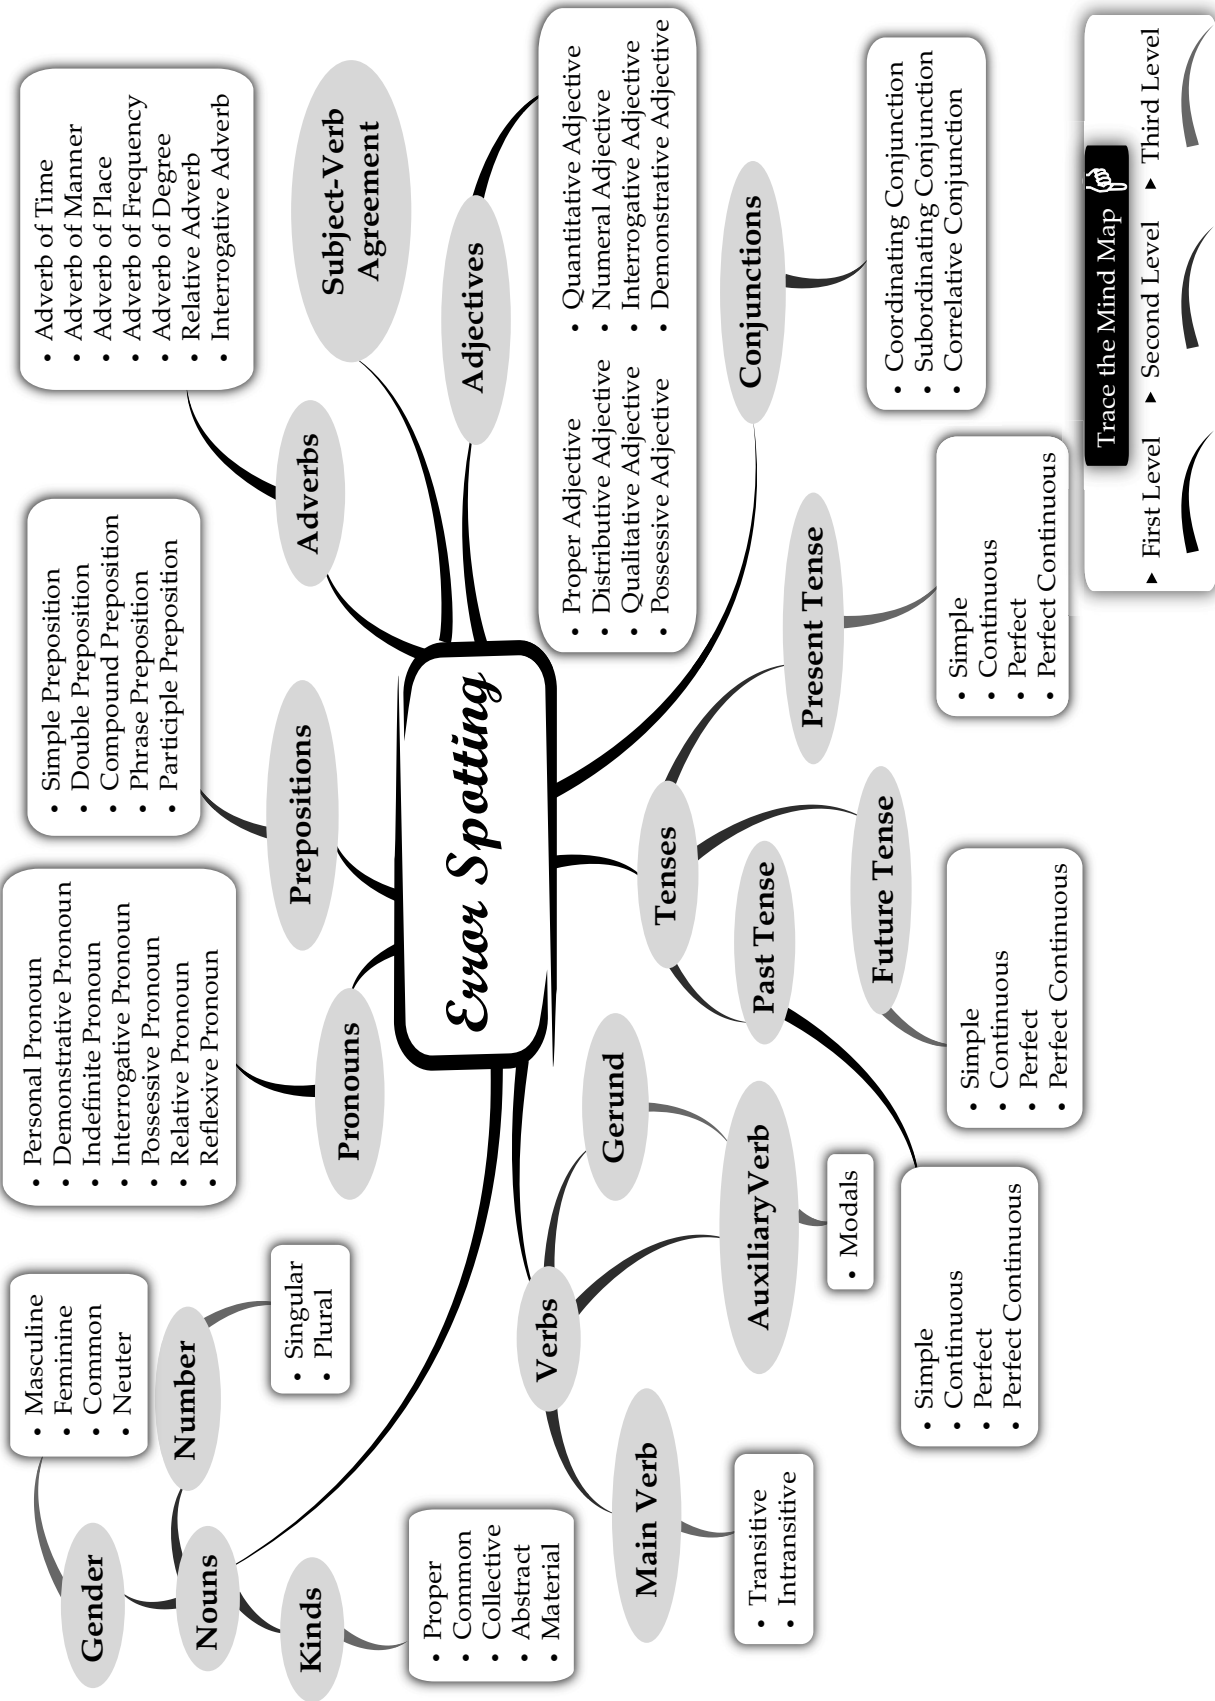 Error Spotting
Gender
• Masculine
• Feminine
• Common
• Neuter
Number
• Singular
• Plural
Nouns
Kinds
• Proper
• Common
• Collective
• Abstract
• Material
Pronouns
• Personal Pronoun
• Demonstrative Pronoun
• Indefinite Pronoun
• Interrogative Pronoun
• Possessive Pronoun
• Relative Pronoun
• Reflexive Pronoun
Prepositions
• Simple Preposition
• Double Preposition
• Compound Preposition
• Phrase Preposition
• Participle Preposition
Adverbs
• Adverb of Time
• Adverb of Manner
• Adverb of Place
• Adverb of Frequency
• Adverb of Degree
• Relative Adverb
• Interrogative Adverb
Subject-Verb
Agreement
Adjectives
• Proper Adjective
• Distributive Adjective
• Qualitative Adjective
• Possessive Adjective
• Quantitative Adjective
• Numeral Adjective
• Interrogative Adjective
• Demonstrative Adjective
Conjunctions
• Coordinating Conjunction
• Subordinating Conjunction
• Correlative Conjunction
Tenses
Present Tense
• Simple
• Continuous
• Perfect
• Perfect Continuous
Past Tense
• Simple
• Continuous
• Perfect
• Perfect Continuous
Future Tense
• Simple
• Continuous
• Perfect
• Perfect Continuous
Verbs
Gerund
AuxiliaryVerb
• Modals
Main Verb
• Transitive
• Intransitive
Trace the Mind Map
▶ First Level ▶ Second Level ▶ Third Level